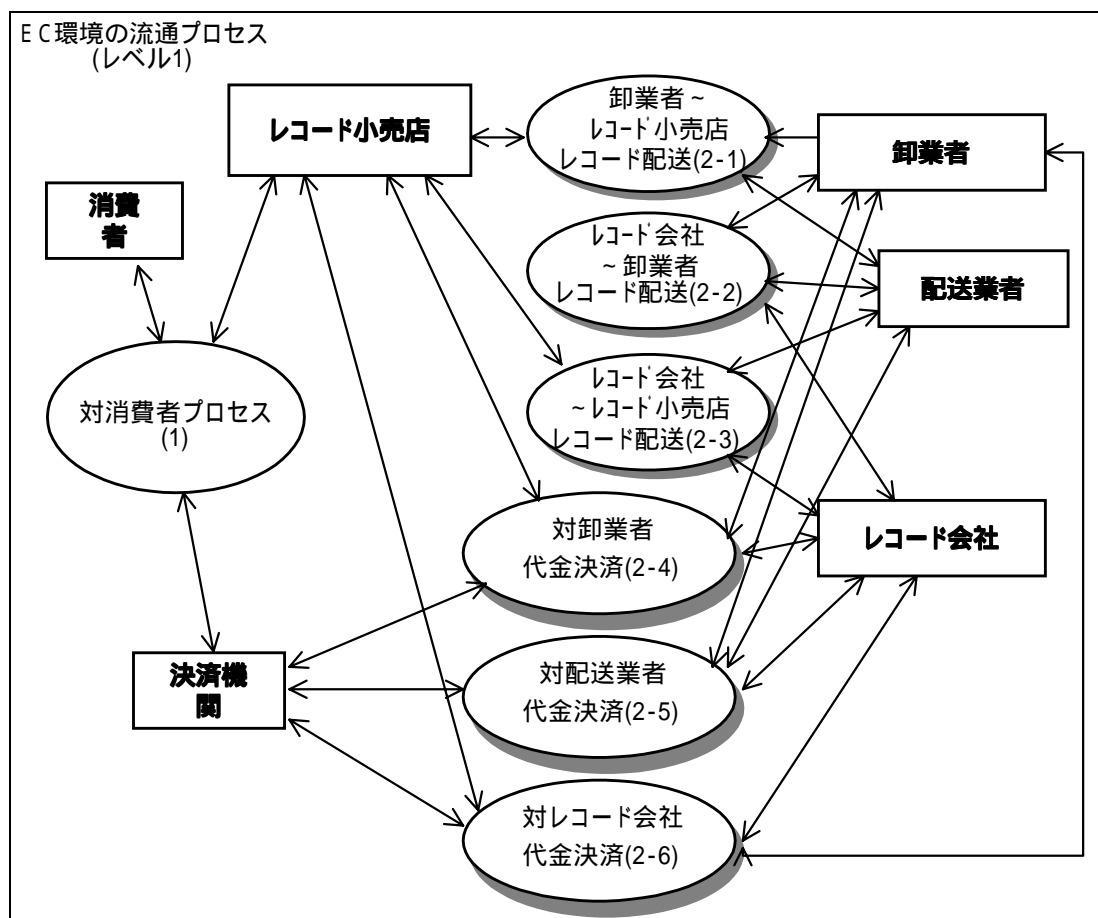 ＥＣ環境の流通プロセス
(レベル1)
レコード小売店
卸業者～
ﾚｺｰﾄﾞ小売店
レコード配送(2-1)
卸業者
消費
者
ﾚｺｰﾄﾞ会社
～卸業者
レコード配送(2-2)
配送業者
ﾚｺｰﾄﾞ会社
～ﾚｺｰﾄﾞ小売店
レコード配送(2-3)
対消費者プロセス
(1)
対卸業者
代金決済(2-4)
レコード会社
決済機
関
対配送業者
代金決済(2-5)
対レコード会社
代金決済(2-6)